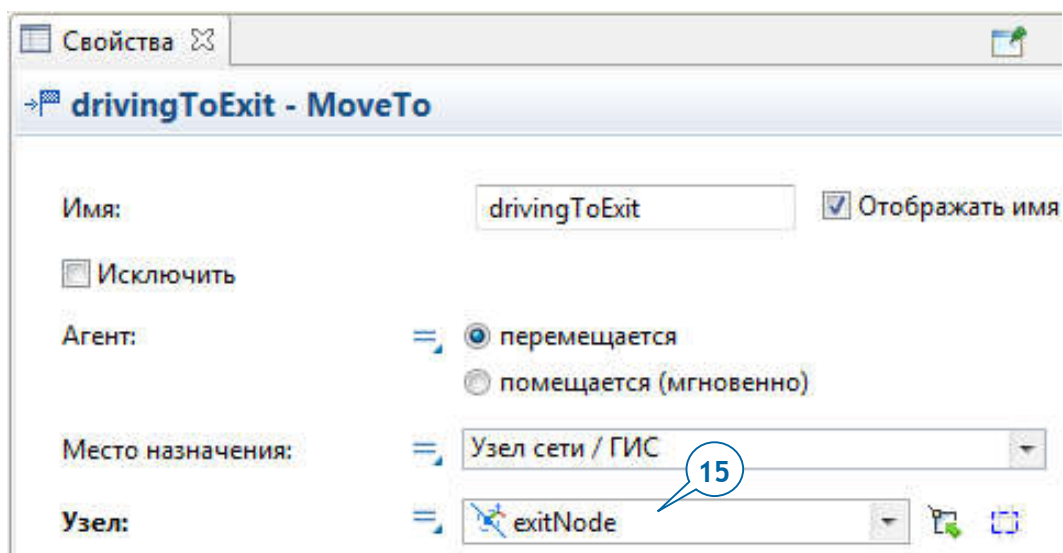 Свойства
drivingToExit - MoveTo
Имя: drivingToExit Отображать имя
Исключить
Агент: перемещается
помещается (мгновенно)
Место назначения: Узел сети / ГИС
15
Узел: exitNode